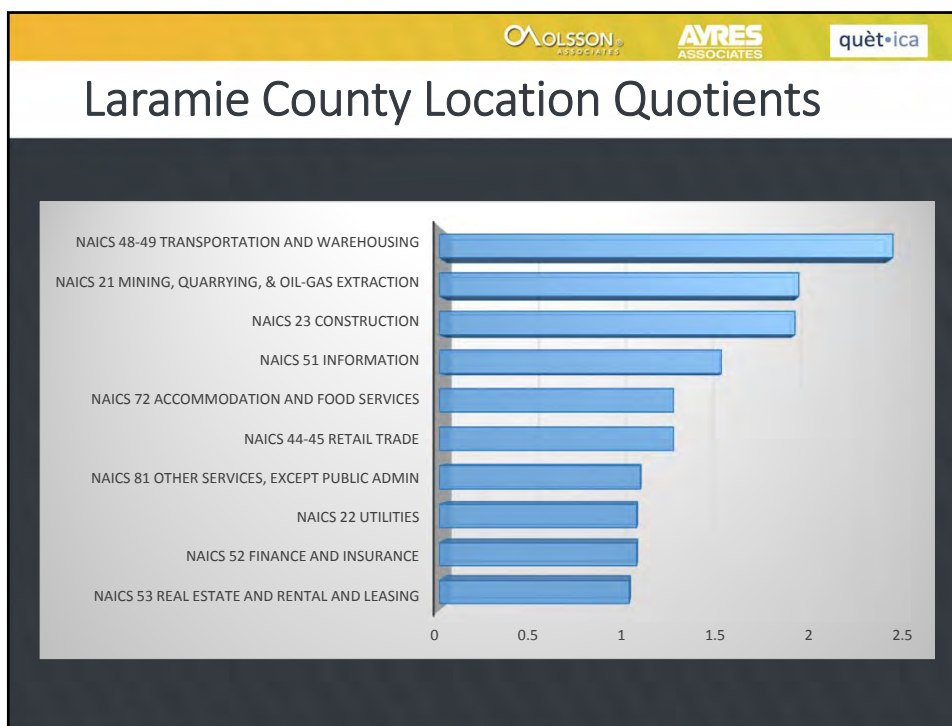 OLSSON ®
ASSOCIATES
AYRES
ASSOCIATES
quèt•ica
Laramie County Location Quotients
NAICS 48-49 TRANSPORTATION AND WAREHOUSING
NAICS 21 MINING, QUARRYING, & OIL-GAS EXTRACTION
NAICS 23 CONSTRUCTION
NAICS 51 INFORMATION
NAICS 72 ACCOMMODATION AND FOOD SERVICES
NAICS 44-45 RETAIL TRADE
NAICS 81 OTHER SERVICES, EXCEPT PUBLIC ADMIN
NAICS 22 UTILITIES
NAICS 52 FINANCE AND INSURANCE
NAICS 53 REAL ESTATE AND RENTAL AND LEASING
0 0.5 1 1.5 2 2.5